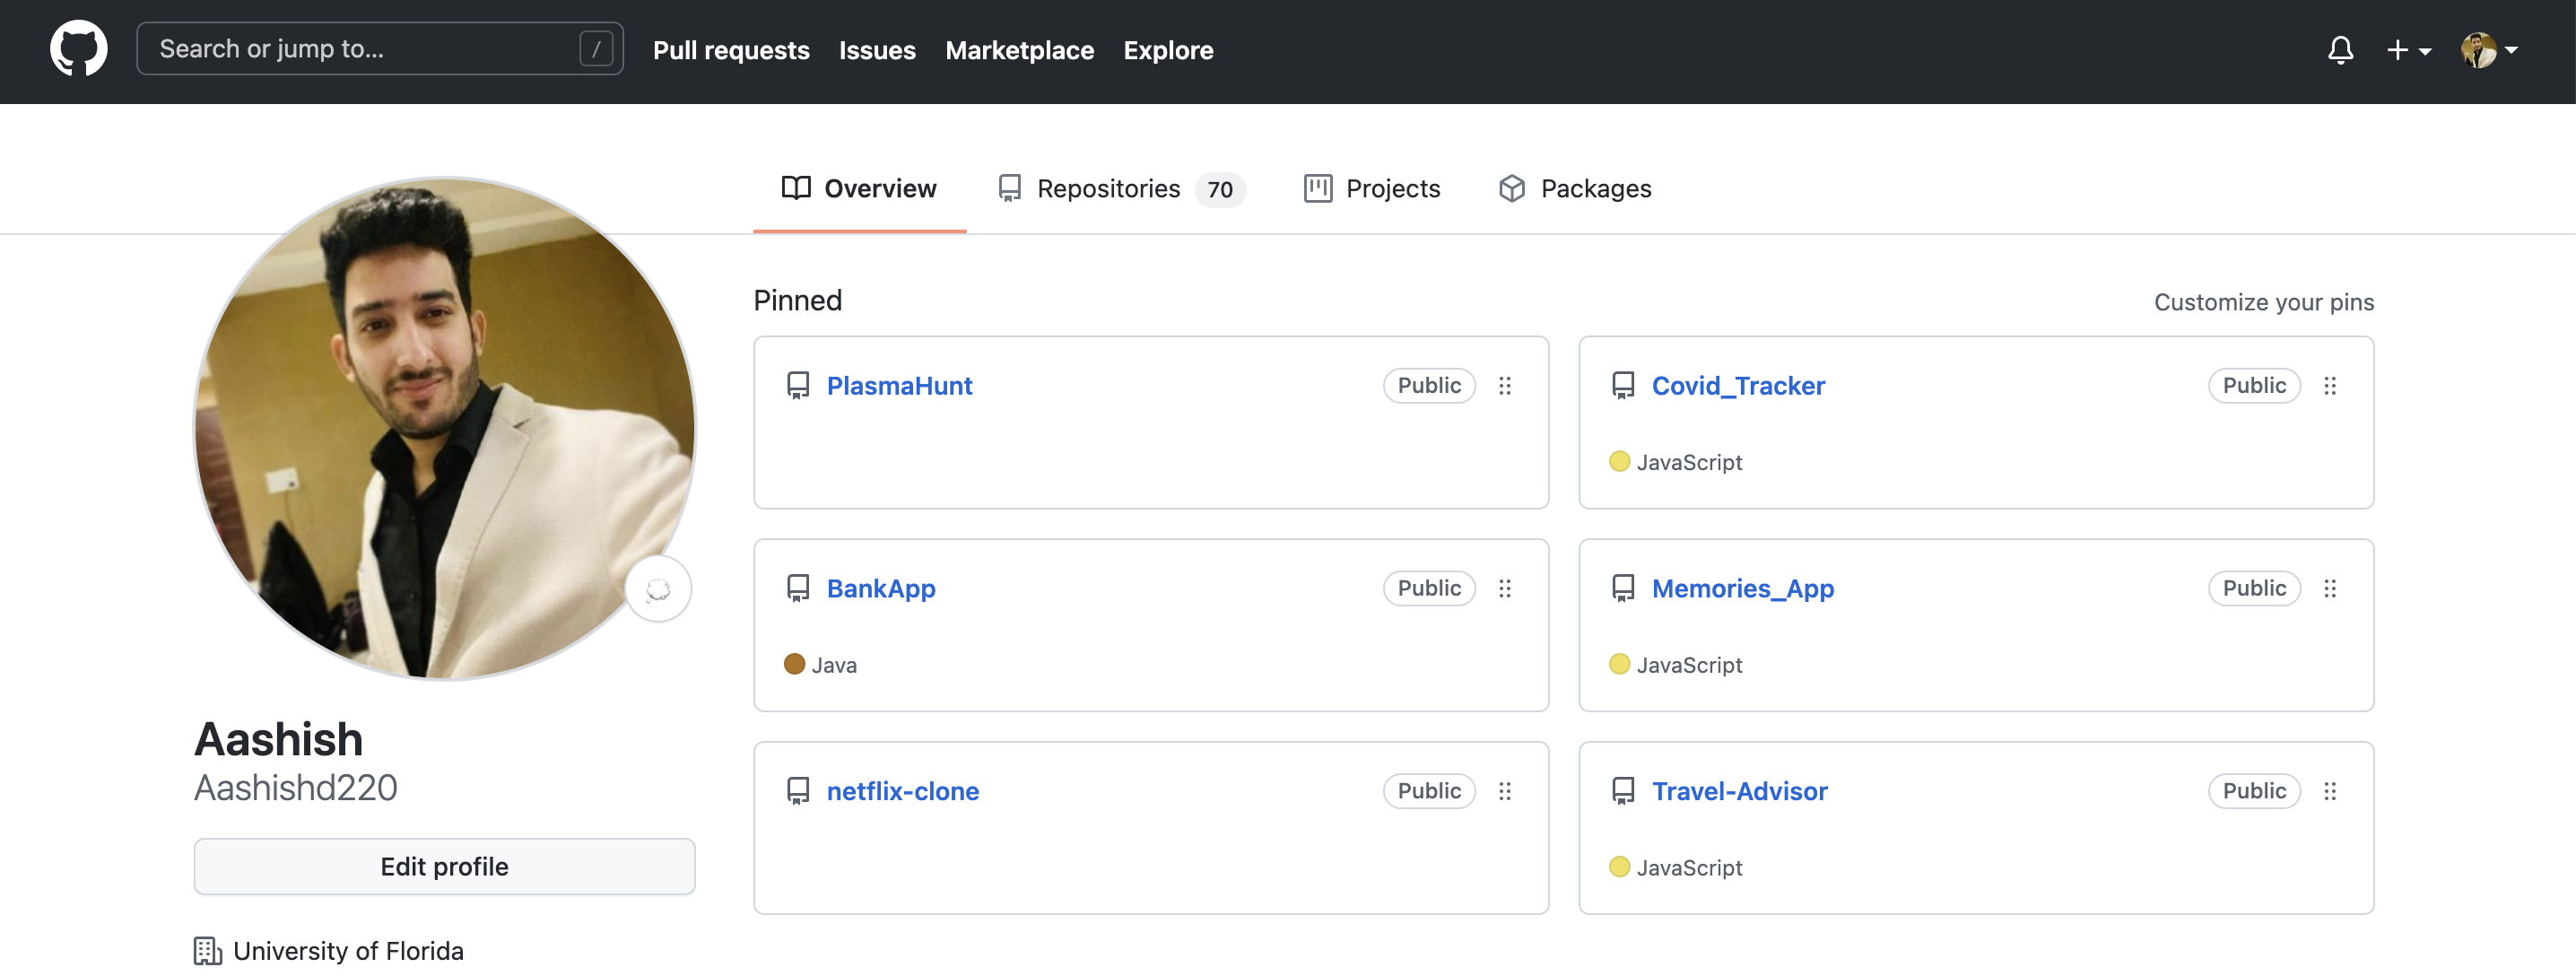 Search or jump to... / Pull requests Issues Marketplace Explore
Overview Repositories 70 Projects Packages
Pinned Customize your pins
PlasmaHunt Public
Covid_Tracker Public
JavaScript
BankApp Public
Java
Memories_App Public
JavaScript
netflix-clone Public
Travel-Advisor Public
JavaScript
Aashish
Aashishd220
Edit profile
University of Florida